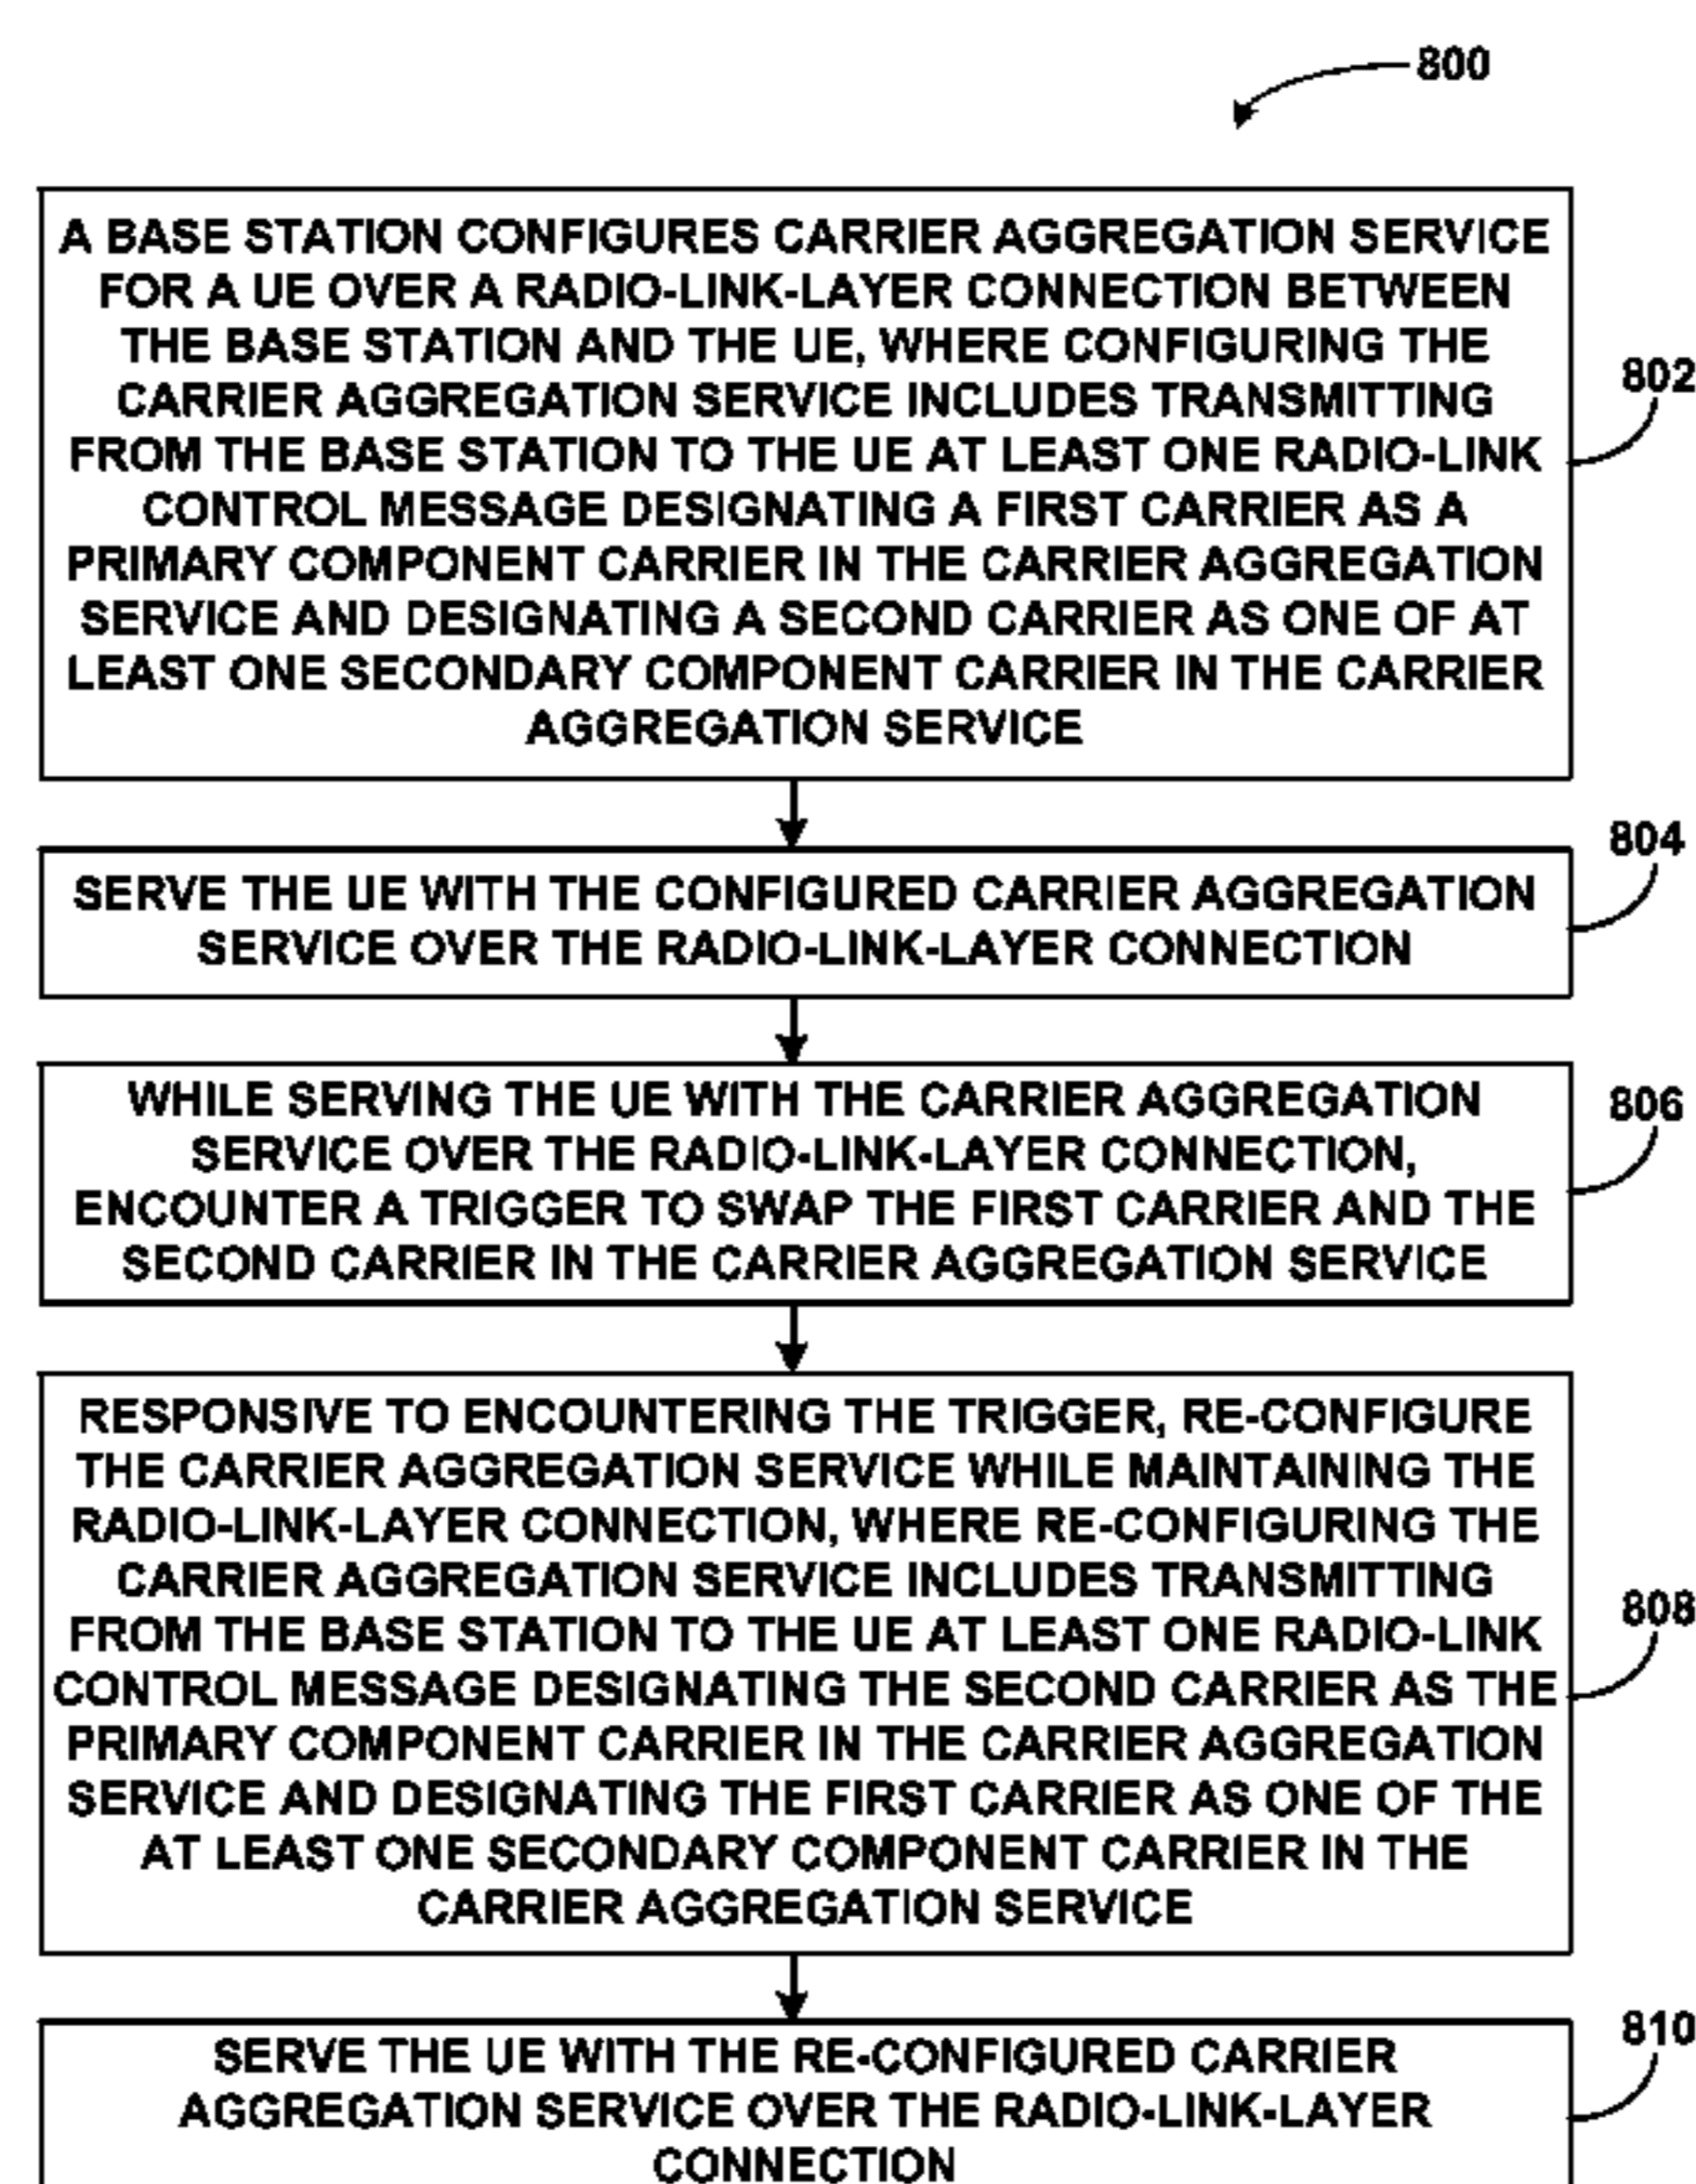 800
A BASE STATION CONFIGURES CARRIER AGGREGATION SERVICE
FOR A UE OVER A RADIO-LINK-LAYER CONNECTION BETWEEN
THE BASE STATION AND THE UE, WHERE CONFIGURING THE
CARRIER AGGREGATION SERVICE INCLUDES TRANSMITTING
FROM THE BASE STATION TO THE UE AT LEAST ONE RADIO-LINK
CONTROL MESSAGE DESIGNATING A FIRST CARRIER AS A
PRIMARY COMPONENT CARRIER IN THE CARRIER AGGREGATION
SERVICE AND DESIGNATING A SECOND CARRIER AS ONE OF AT
LEAST ONE SECONDARY COMPONENT CARRIER IN THE CARRIER
AGGREGATION SERVICE
802
SERVE THE UE WITH THE CONFIGURED CARRIER AGGREGATION
SERVICE OVER THE RADIO-LINK-LAYER CONNECTION
804
WHILE SERVING THE UE WITH THE CARRIER AGGREGATION
SERVICE OVER THE RADIO-LINK-LAYER CONNECTION,
ENCOUNTER A TRIGGER TO SWAP THE FIRST CARRIER AND THE
SECOND CARRIER IN THE CARRIER AGGREGATION SERVICE
806
RESPONSIVE TO ENCOUNTERING THE TRIGGER, RE-CONFIGURE
THE CARRIER AGGREGATION SERVICE WHILE MAINTAINING THE
RADIO-LINK-LAYER CONNECTION, WHERE RE-CONFIGURING THE
CARRIER AGGREGATION SERVICE INCLUDES TRANSMITTING
FROM THE BASE STATION TO THE UE AT LEAST ONE RADIO-LINK
CONTROL MESSAGE DESIGNATING THE SECOND CARRIER AS THE
PRIMARY COMPONENT CARRIER IN THE CARRIER AGGREGATION
SERVICE AND DESIGNATING THE FIRST CARRIER AS ONE OF THE
AT LEAST ONE SECONDARY COMPONENT CARRIER IN THE
CARRIER AGGREGATION SERVICE
808
SERVE THE UE WITH THE RE-CONFIGURED CARRIER
AGGREGATION SERVICE OVER THE RADIO-LINK-LAYER
CONNECTION
810